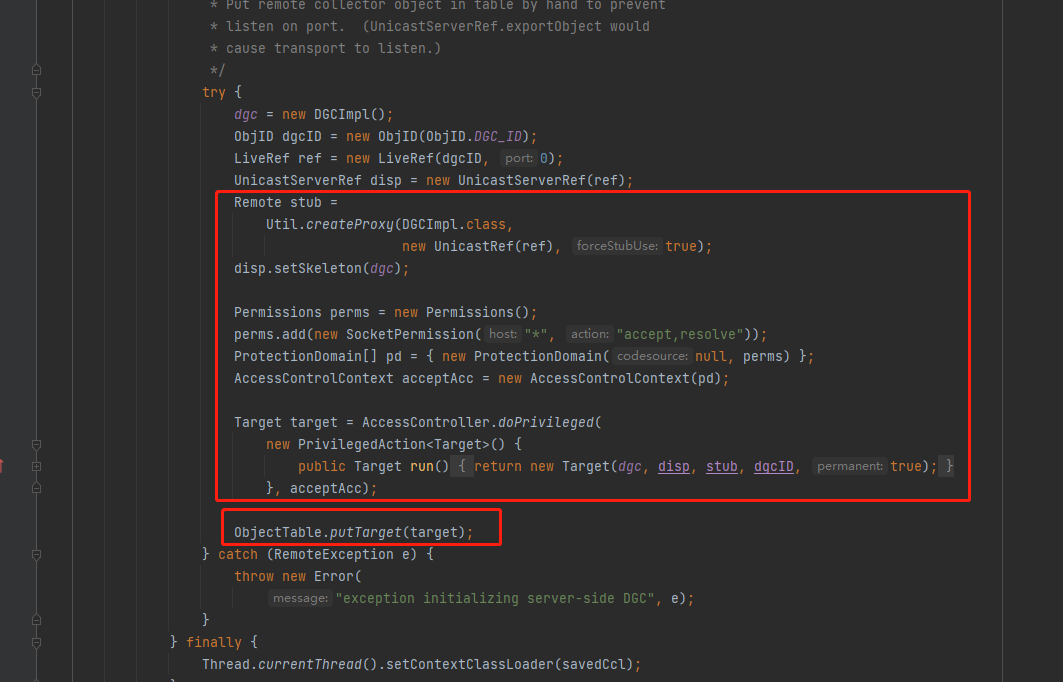 * Put remote collector object in table by hand to prevent
* listen on port.  (UnicastServerRef.exportObject would
* cause transport to listen.)
*/
try {
dgc = new DGCImpl();
ObjID dgcID = new ObjID(ObjID.DGC_ID);
LiveRef ref = new LiveRef(dgcID, port: 0);
UnicastServerRef disp = new UnicastServerRef(ref);
Remote stub =
Util.createProxy(DGCImpl.class,
new UnicastRef(ref), forceStubUse: true);
disp.setSkeleton(dgc);
Permissions perms = new Permissions();
perms.add(new SocketPermission( host: "*", action: "accept,resolve"));
ProtectionDomain[] pd = { new ProtectionDomain( codesource: null, perms) };
AccessControlContext acceptAcc = new AccessControlContext(pd);
Target target = AccessController.doPrivileged(
new PrivilegedAction<Target>() {
public Target run() { return new Target(dgc, disp, stub, dgcID, permanent: true); }
}, acceptAcc);
ObjectTable.putTarget(target);
} catch (RemoteException e) {
throw new Error(
message: "exception initializing server-side DGC", e);
}
} finally {
Thread.currentThread().setContextClassLoader(savedCcl);